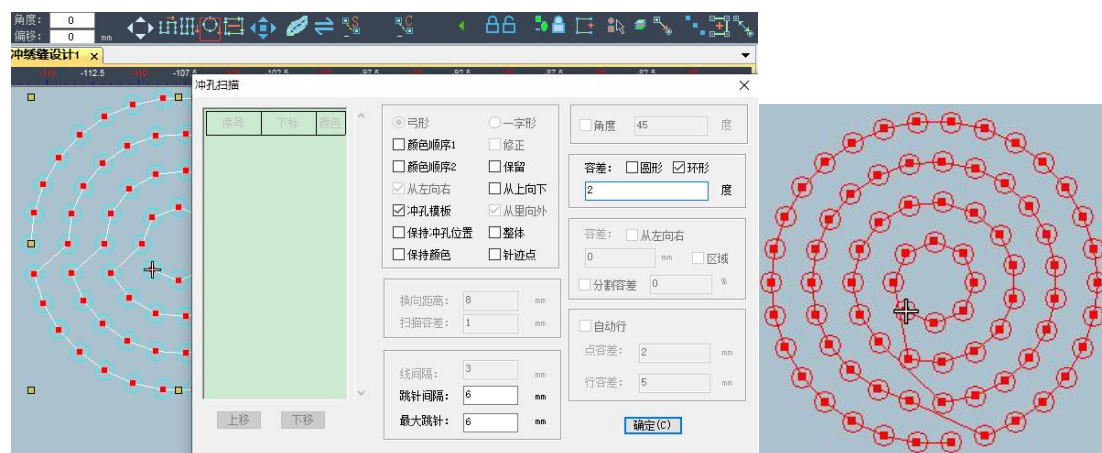 角度: 0
偏移: 0 mm
冲绣缝设计1 ×
-112.5 -110 -107.5 -102.5 -97.5 -92.5 -87.5 -82.5
冲孔扫描
序号 下标 颜色
上移 下移
弓形 一字形
颜色顺序1 修正
颜色顺序2 保留
从左向右 从上向下
冲孔模板 从里向外
保持冲孔位置 整体
保持颜色 针迹点
换向距离: 8 mm
扫描容差: 1 mm
线间隔: 3 mm
跳针间隔: 6 mm
最大跳针: 6 mm
角度 45 度
容差: 圆形 环形
2 度
容差: 从左向右
0 mm 区域
分割容差 0 %
自动行
点容差: 2 mm
行容差: 5 mm
确定(C)